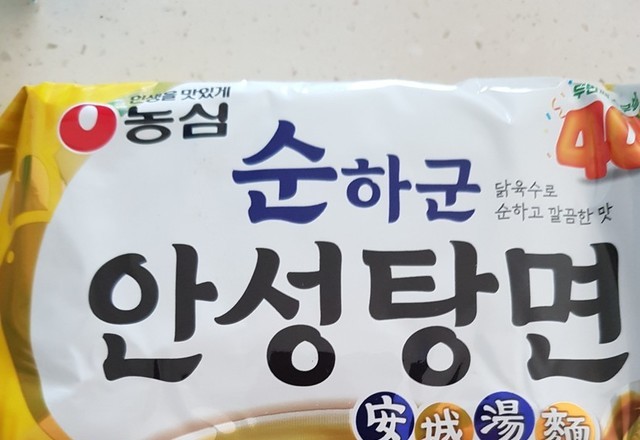 인생을 맛있게
농심
순하군
닭육수로
순하고 깔끔한 맛
안성탕면
安城湯麵
40